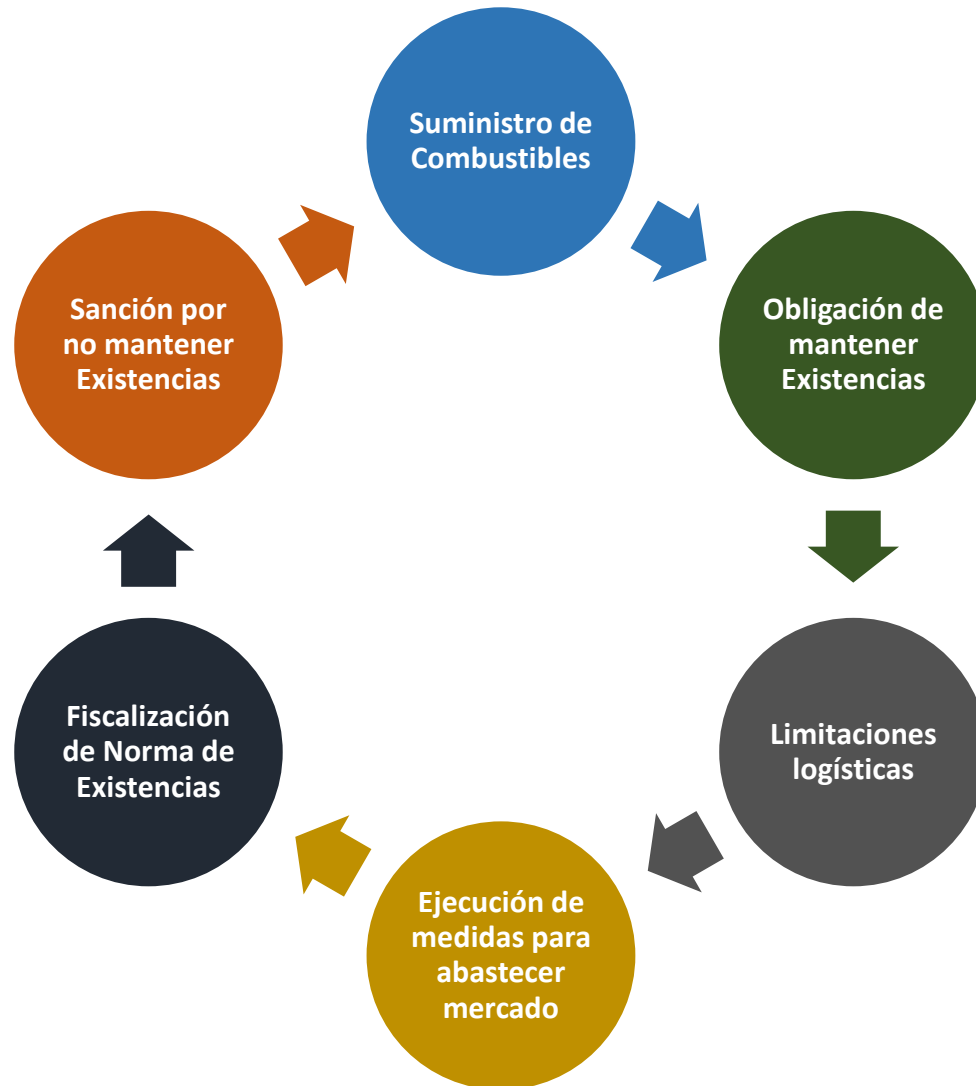 Suministro de
Combustibles
Obligación de
mantener
Existencias
Limitaciones
logísticas
Ejecución de
medidas para
abastecer
mercado
Fiscalización
de Norma de
Existencias
Sanción por
no mantener
Existencias